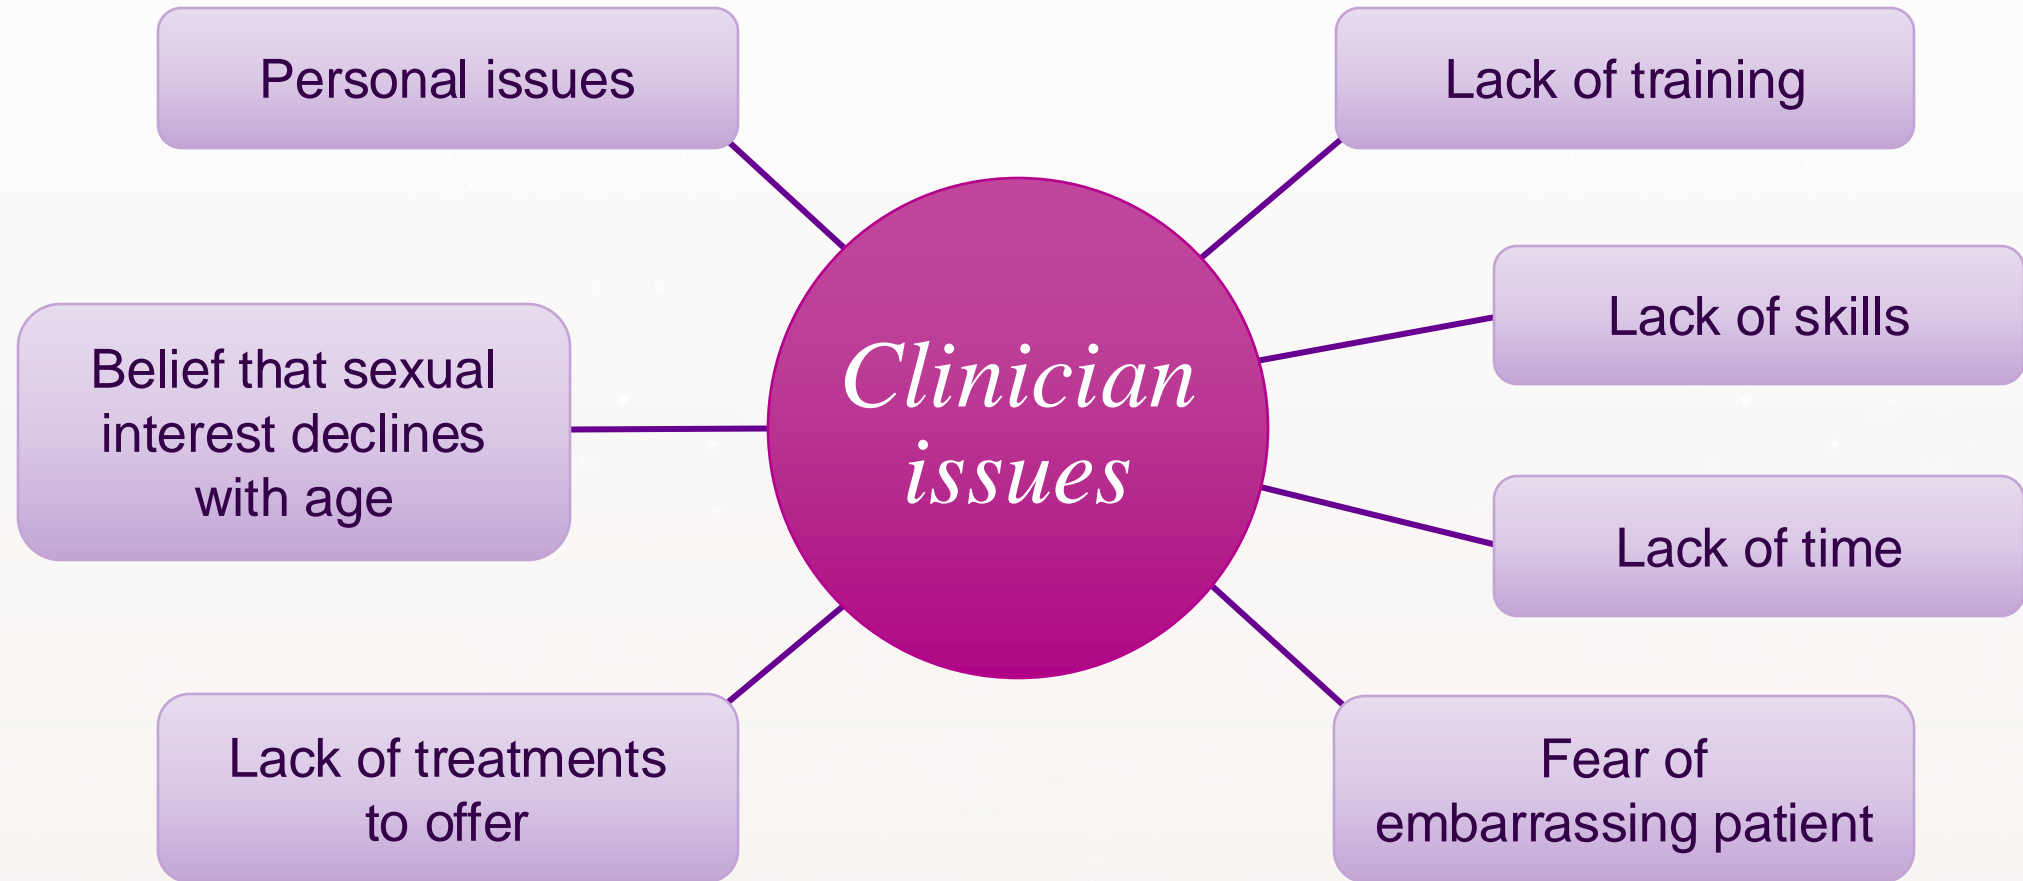 Personal issues
Lack of training
Clinician
issues
Lack of skills
Belief that sexual
interest declines
with age
Lack of time
Lack of treatments
to offer
Fear of
embarrassing patient